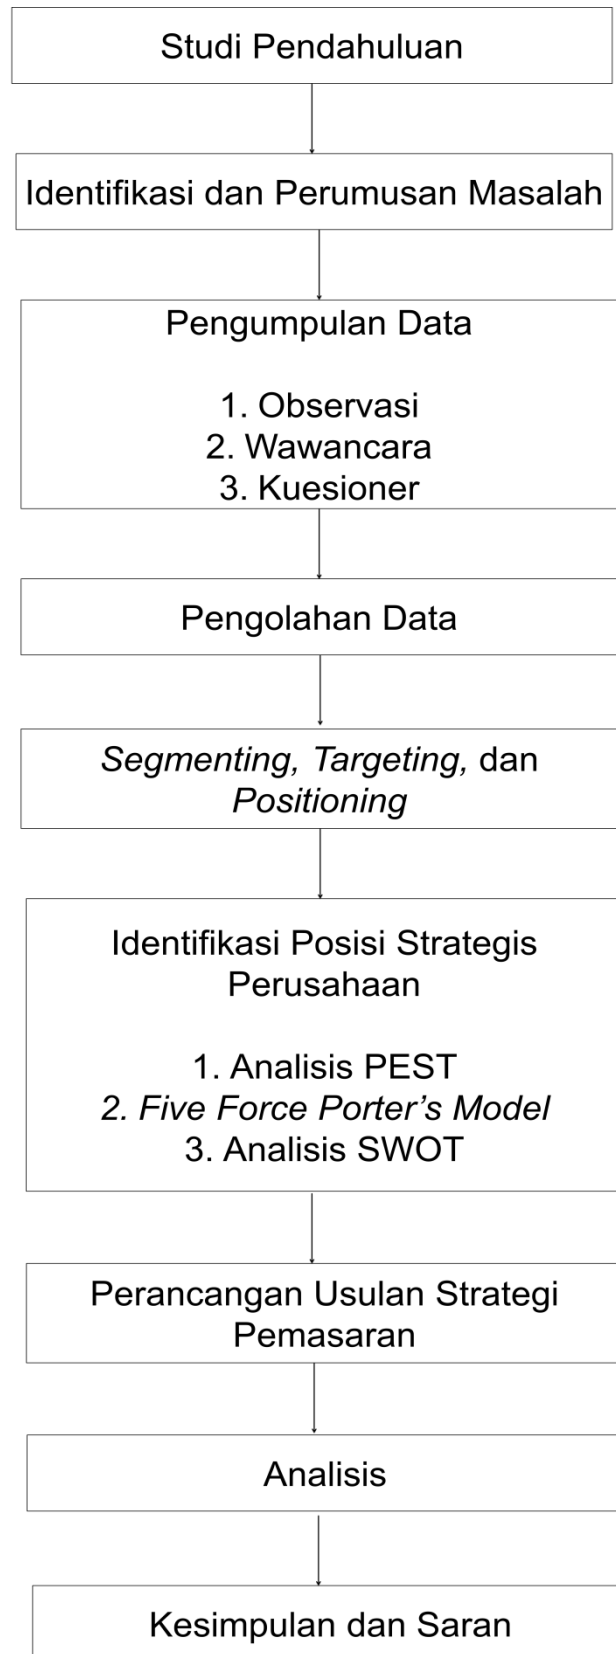 Studi Pendahuluan
Identifikasi dan Perumusan Masalah
Pengumpulan Data
1. Observasi
2. Wawancara
3. Kuesioner
Pengolahan Data
Segmenting, Targeting, dan
Positioning
Identifikasi Posisi Strategis
Perusahaan
1. Analisis PEST
2. Five Force Porter’s Model
3. Analisis SWOT
Perancangan Usulan Strategi
Pemasaran
Analisis
Kesimpulan dan Saran